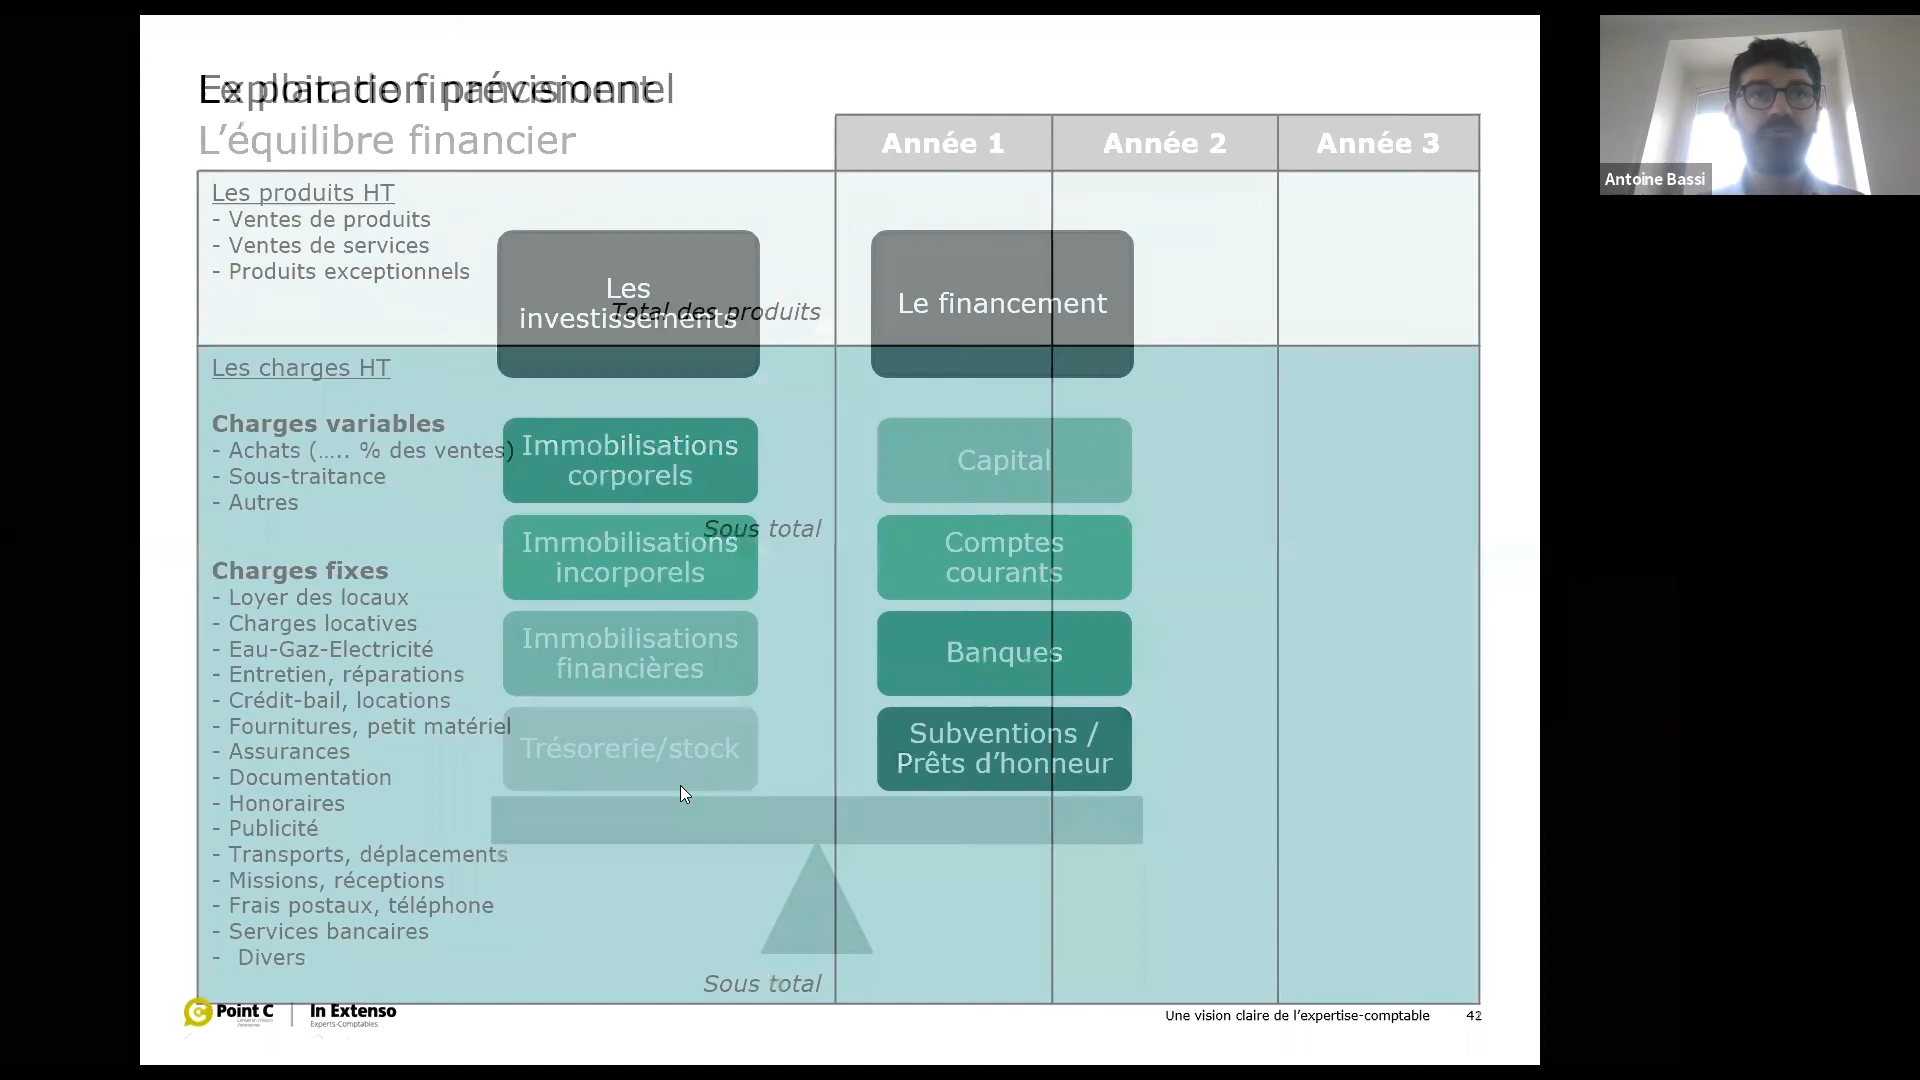 Exploitation prévisionnel
L’équilibre financier
Année 1
Année 2
Année 3
Les produits HT
- Ventes de produits
- Ventes de services
- Produits exceptionnels
Total des produits
Les
investissements
Le financement
Les charges HT
Charges variables
- Achats (..... % des ventes)
- Sous-traitance
- Autres
Sous total
Immobilisations
corporels
Capital
Immobilisations
incorporels
Comptes
courants
Charges fixes
- Loyer des locaux
- Charges locatives
- Eau-Gaz-Electricité
- Entretien, réparations
- Crédit-bail, locations
- Fournitures, petit matériel
- Assurances
- Documentation
- Honoraires
- Publicité
- Transports, déplacements
- Missions, réceptions
- Frais postaux, téléphone
- Services bancaires
- Divers
Immobilisations
financières
Banques
Trésorerie/stock
Subventions /
Prêts d’honneur
Sous total
Point C
In Extenso
Experts-Comptables
Une vision claire de l’expertise-comptable
Antoine Bassi